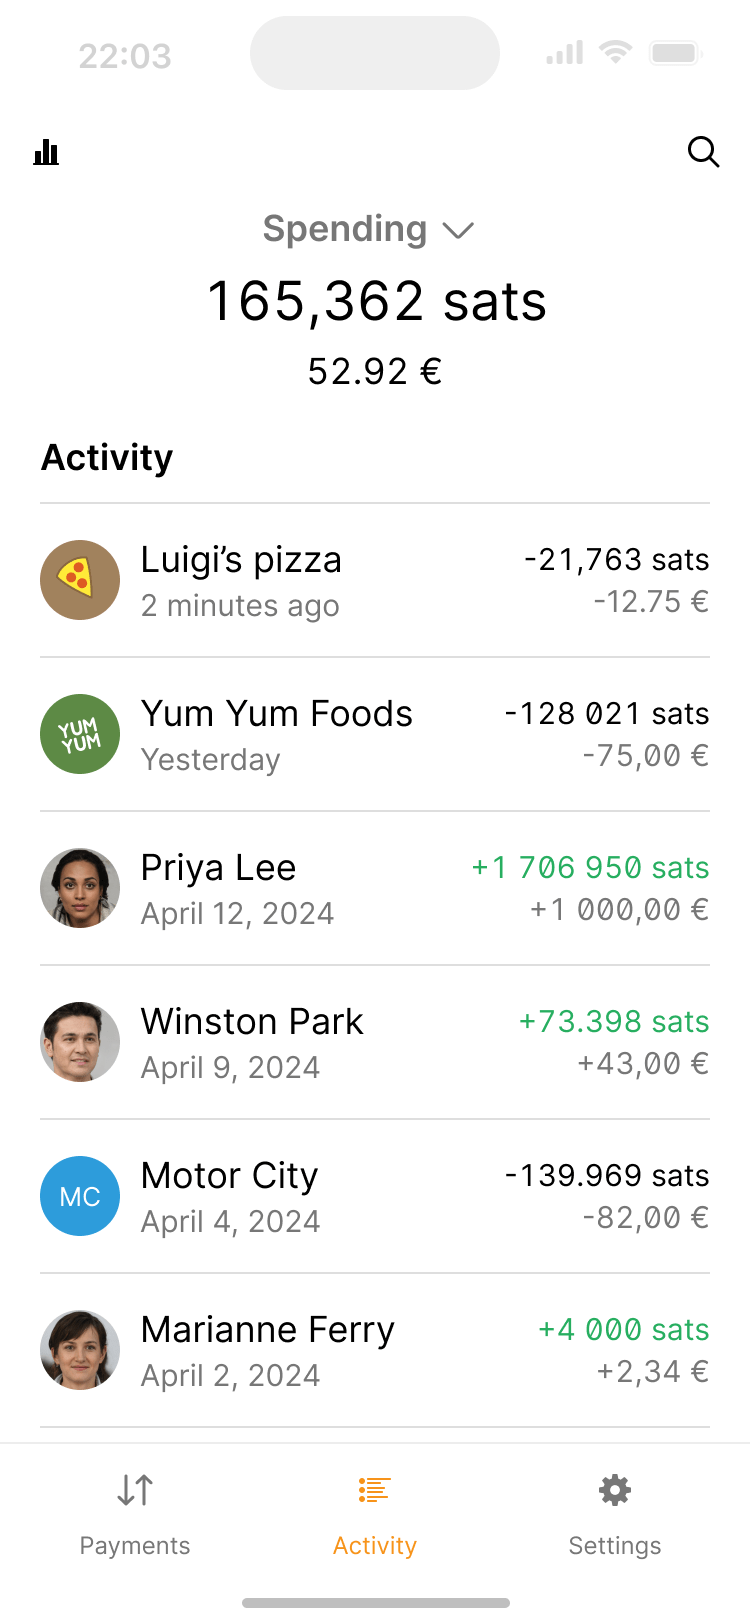 22:03
Spending
165,362 sats
52.92 €
Activity
Luigi’s pizza -21,763 sats
2 minutes ago -12.75 €
YUM
YUM
Yum Yum Foods -128 021 sats
Yesterday -75,00 €
Priya Lee +1 706 950 sats
April 12, 2024 +1 000,00 €
Winston Park +73.398 sats
April 9, 2024 +43,00 €
MC
Motor City -139.969 sats
April 4, 2024 -82,00 €
Marianne Ferry +4 000 sats
April 2, 2024 +2,34 €
Payments Activity Settings